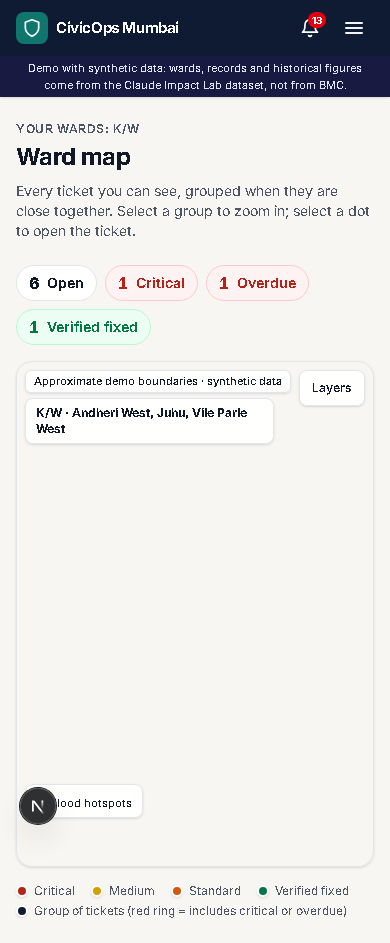 CivicOps Mumbai
13
Demo with synthetic data: wards, records and historical figures
come from the Claude Impact Lab dataset, not from BMC.
YOUR WARDS: K/W
Ward map
Every ticket you can see, grouped when they are
close together. Select a group to zoom in; select a dot
to open the ticket.
6 Open
1 Critical
1 Overdue
1 Verified fixed
Approximate demo boundaries · synthetic data
Layers
K/W · Andheri West, Juhu, Vile Parle
West
N
lood hotspots
Critical
Medium
Standard
Verified fixed
Group of tickets (red ring = includes critical or overdue)